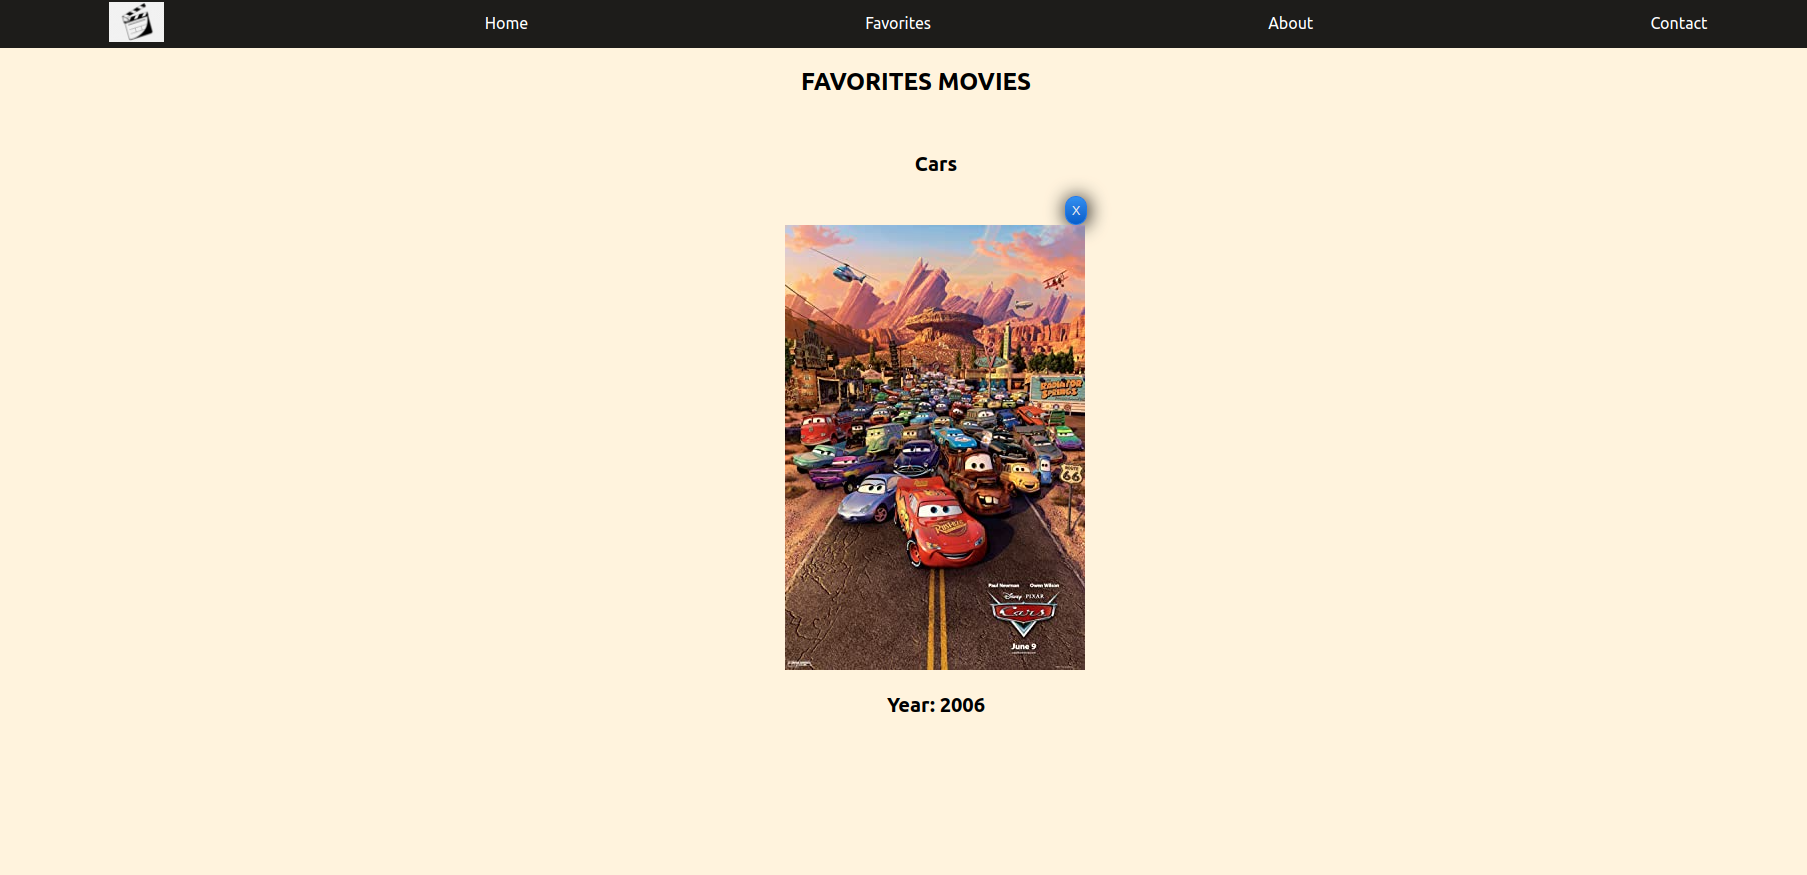 Home Favorites About Contact
FAVORITES MOVIES
Cars
X
RADIATOR
SPRINGS
ROUTE
66
Paul Newman Owen Wilson
Disney · PIXAR
Cars
June 9
Year: 2006